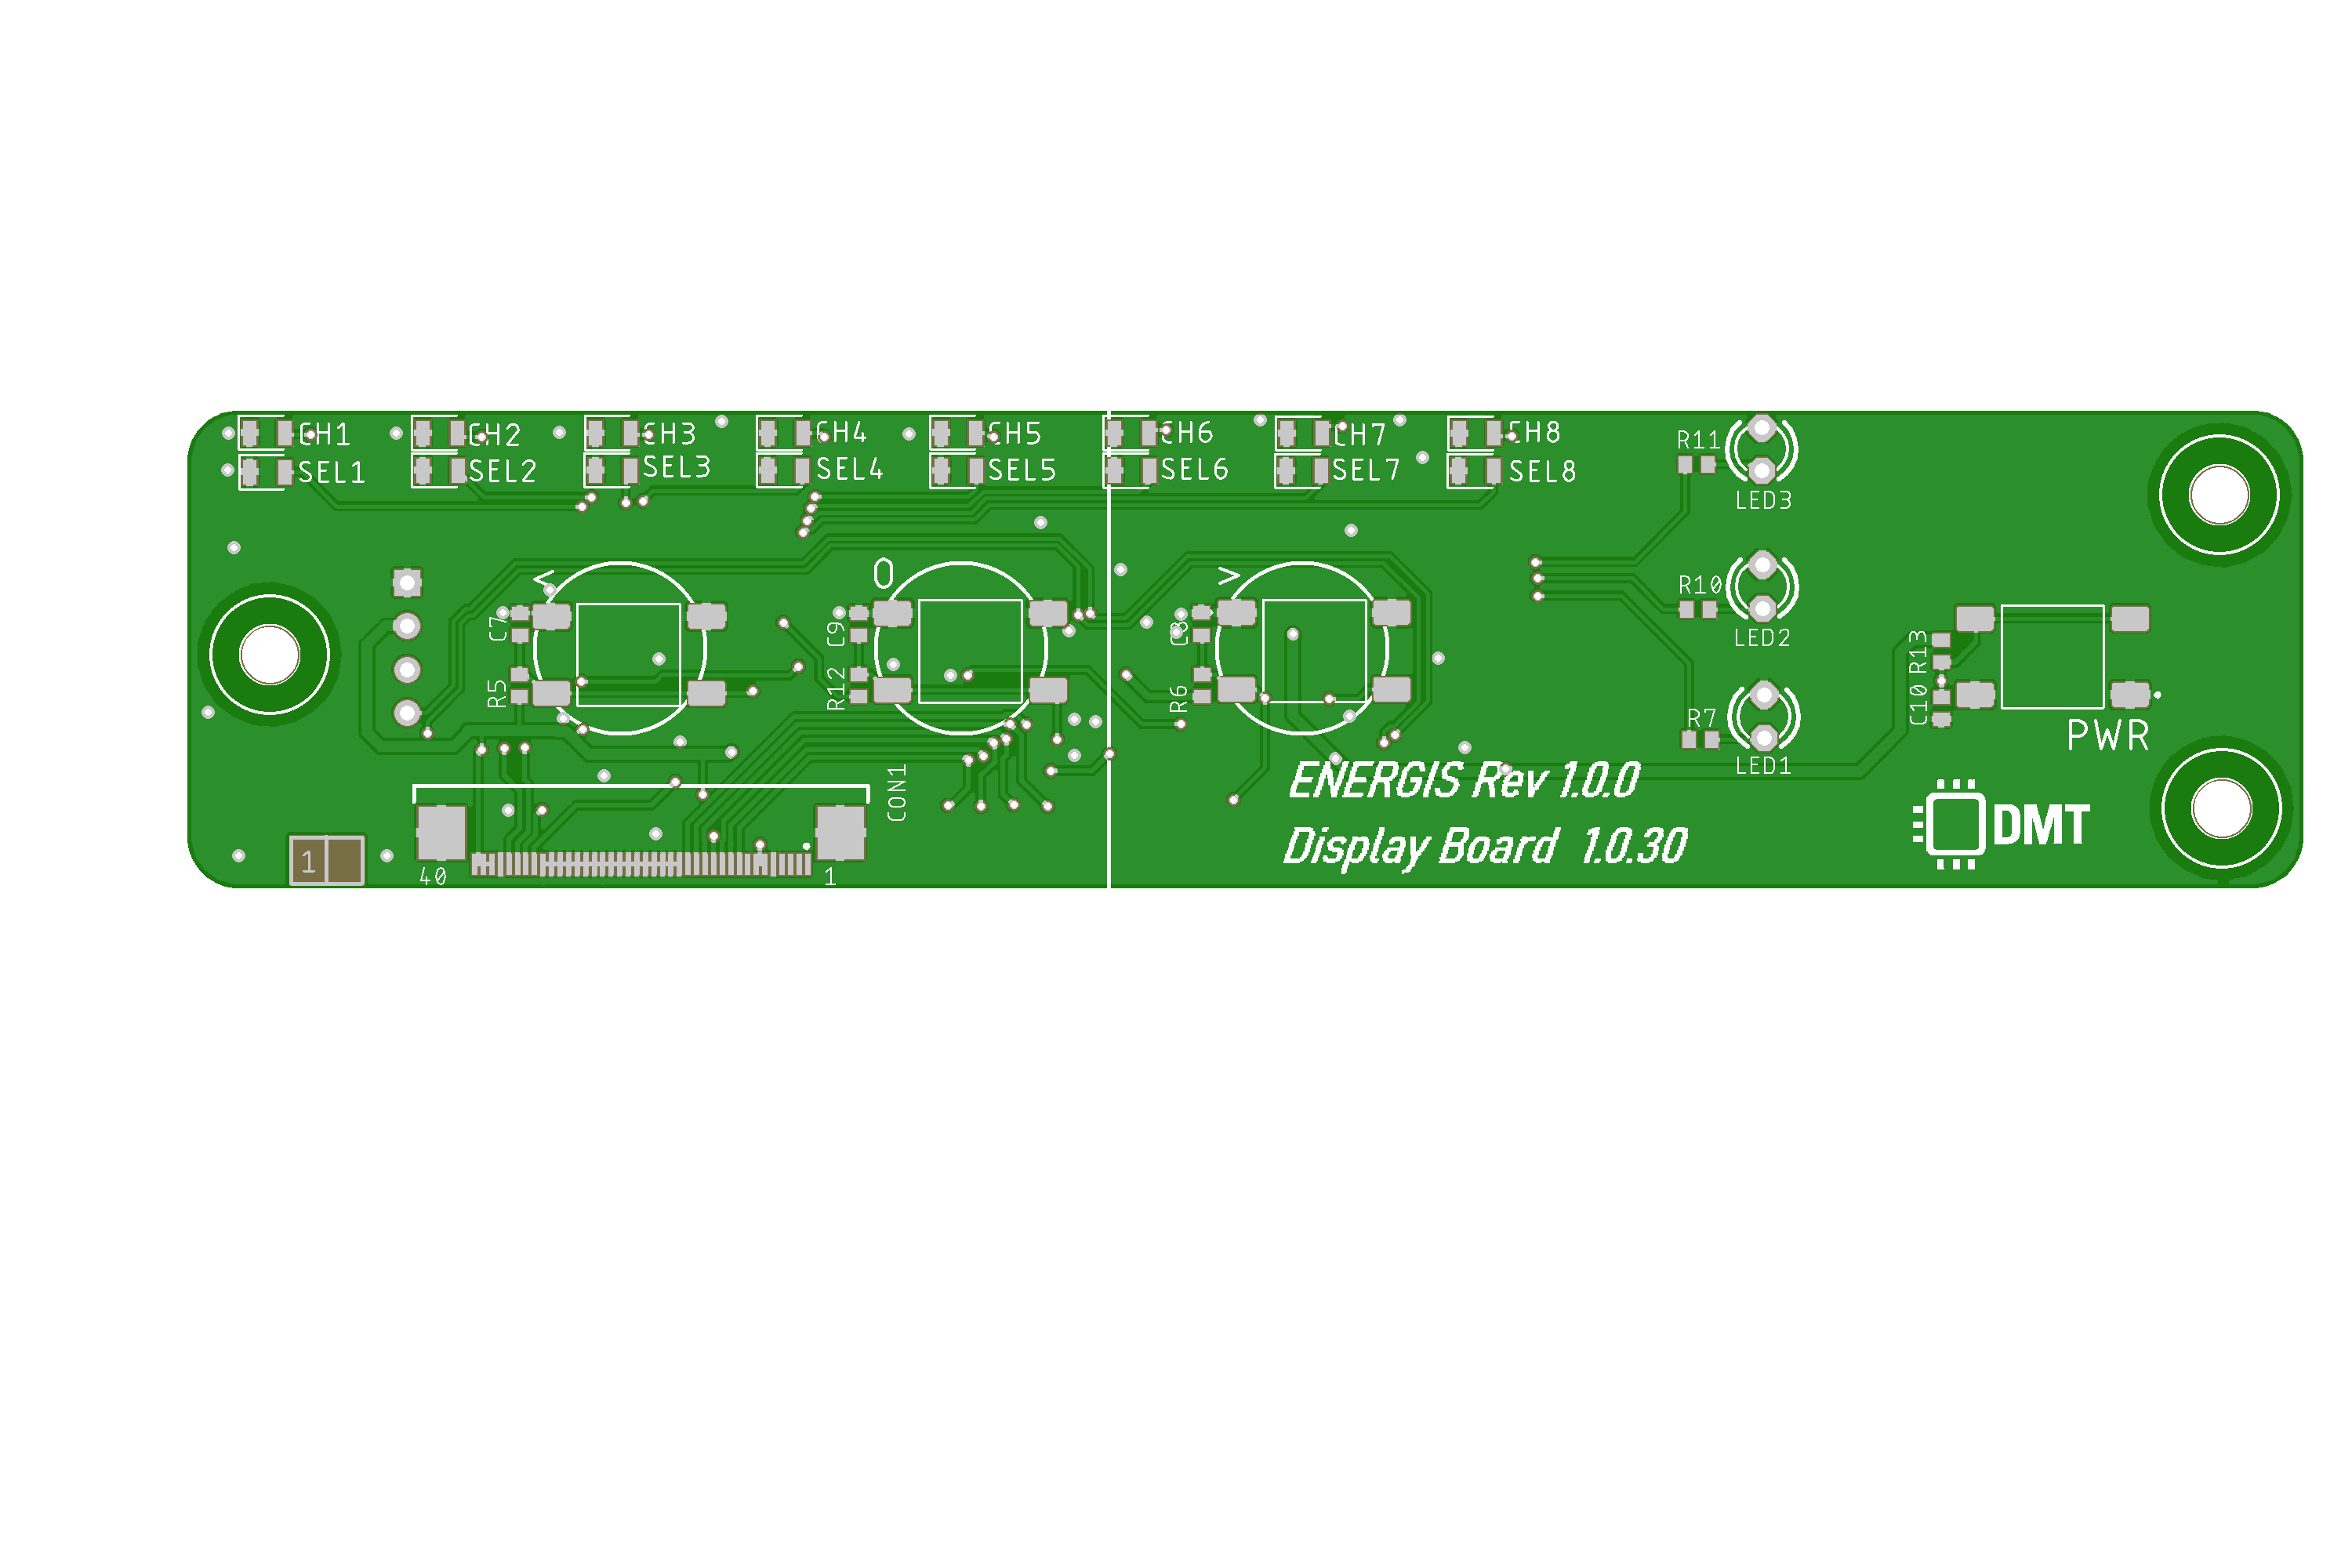 CH1 CH2 CH3 CH4 CH5 CH6 CH7 CH8
SEL1 SEL2 SEL3 SEL4 SEL5 SEL6 SEL7 SEL8
R11
LED3
< O >
R10
LED2
C7 C9 C8
R5 R12 R6
R13
C10
R7
LED1
PWR
CON1
ENERGIS Rev 1.0.0
Display Board 1.0.30
DMT
1
40
1